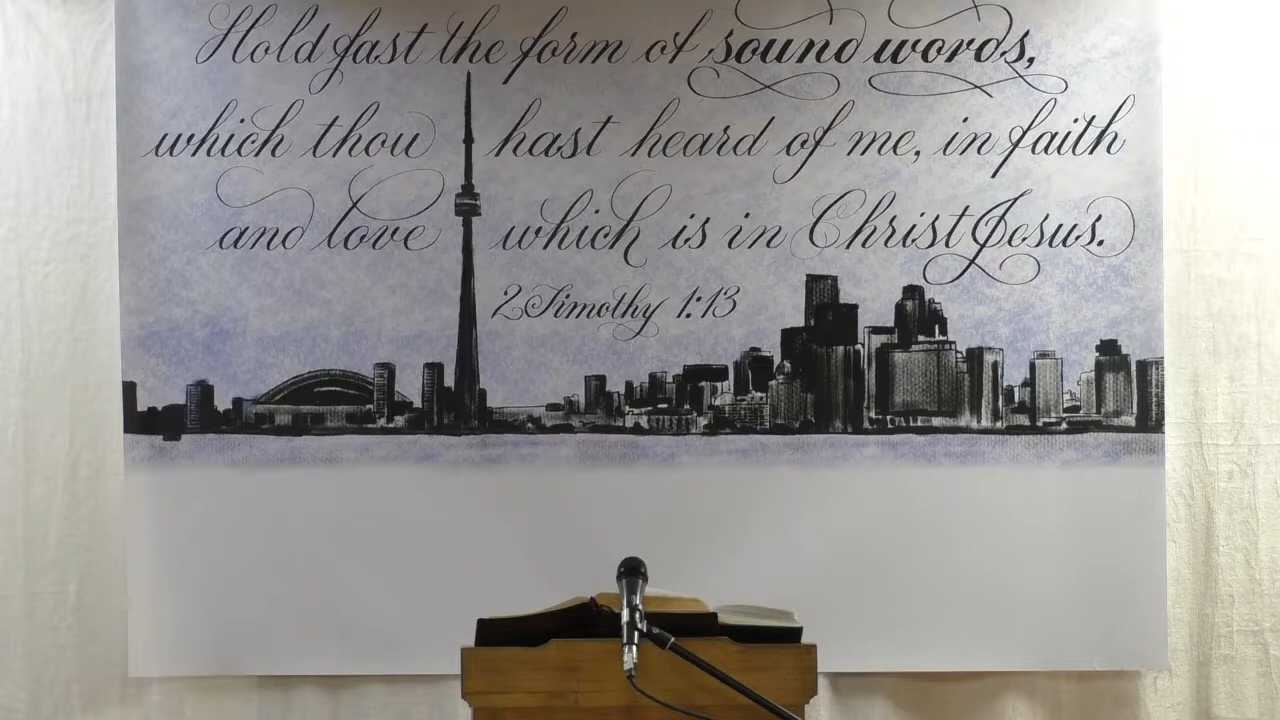 Hold fast the form of sound words,
which thou hast heard of me, in faith
and love which is in Christ Jesus.
2 Timothy 1:13